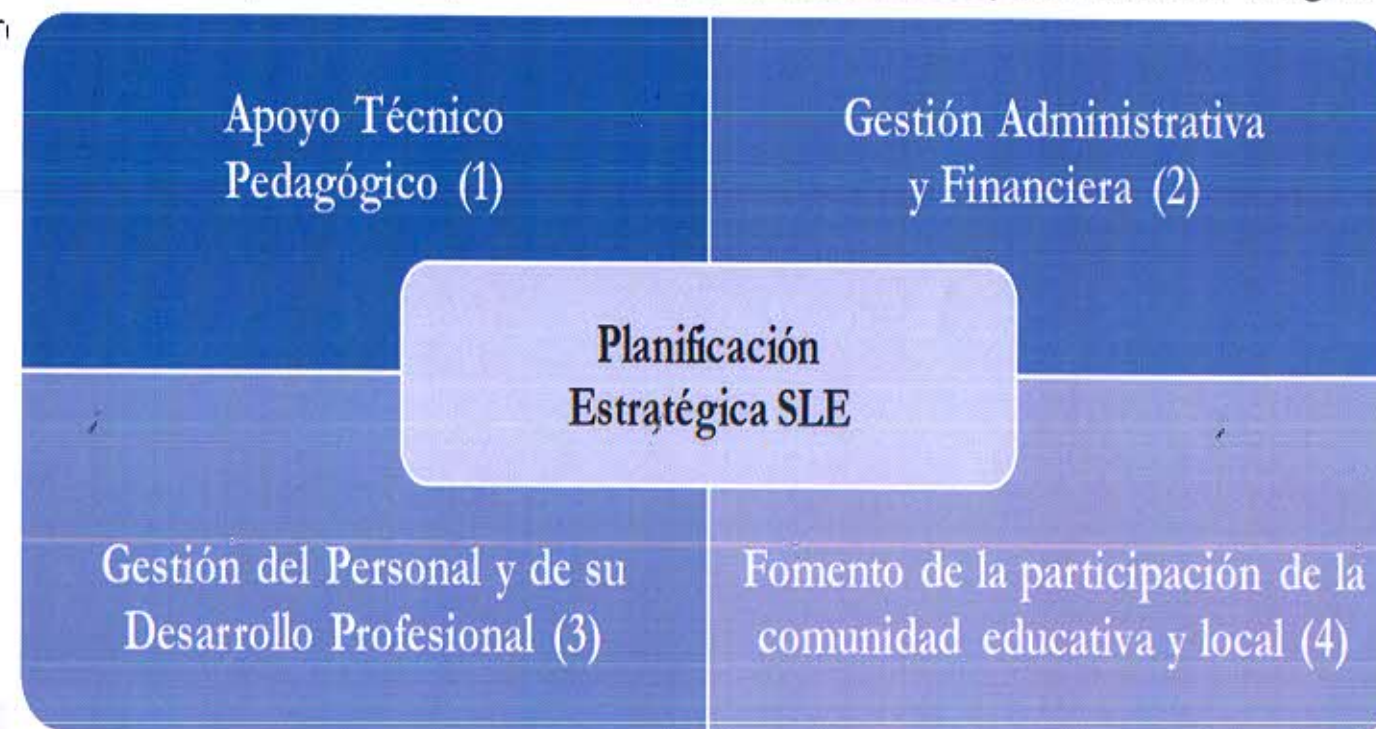 Apoyo Técnico
Pedagógico (1)
Gestión Administrativa
y Financiera (2)
Planificación
Estratégica SLE
Gestión del Personal y de su
Desarrollo Profesional (3)
Fomento de la participación de la
comunidad educativa y local (4)